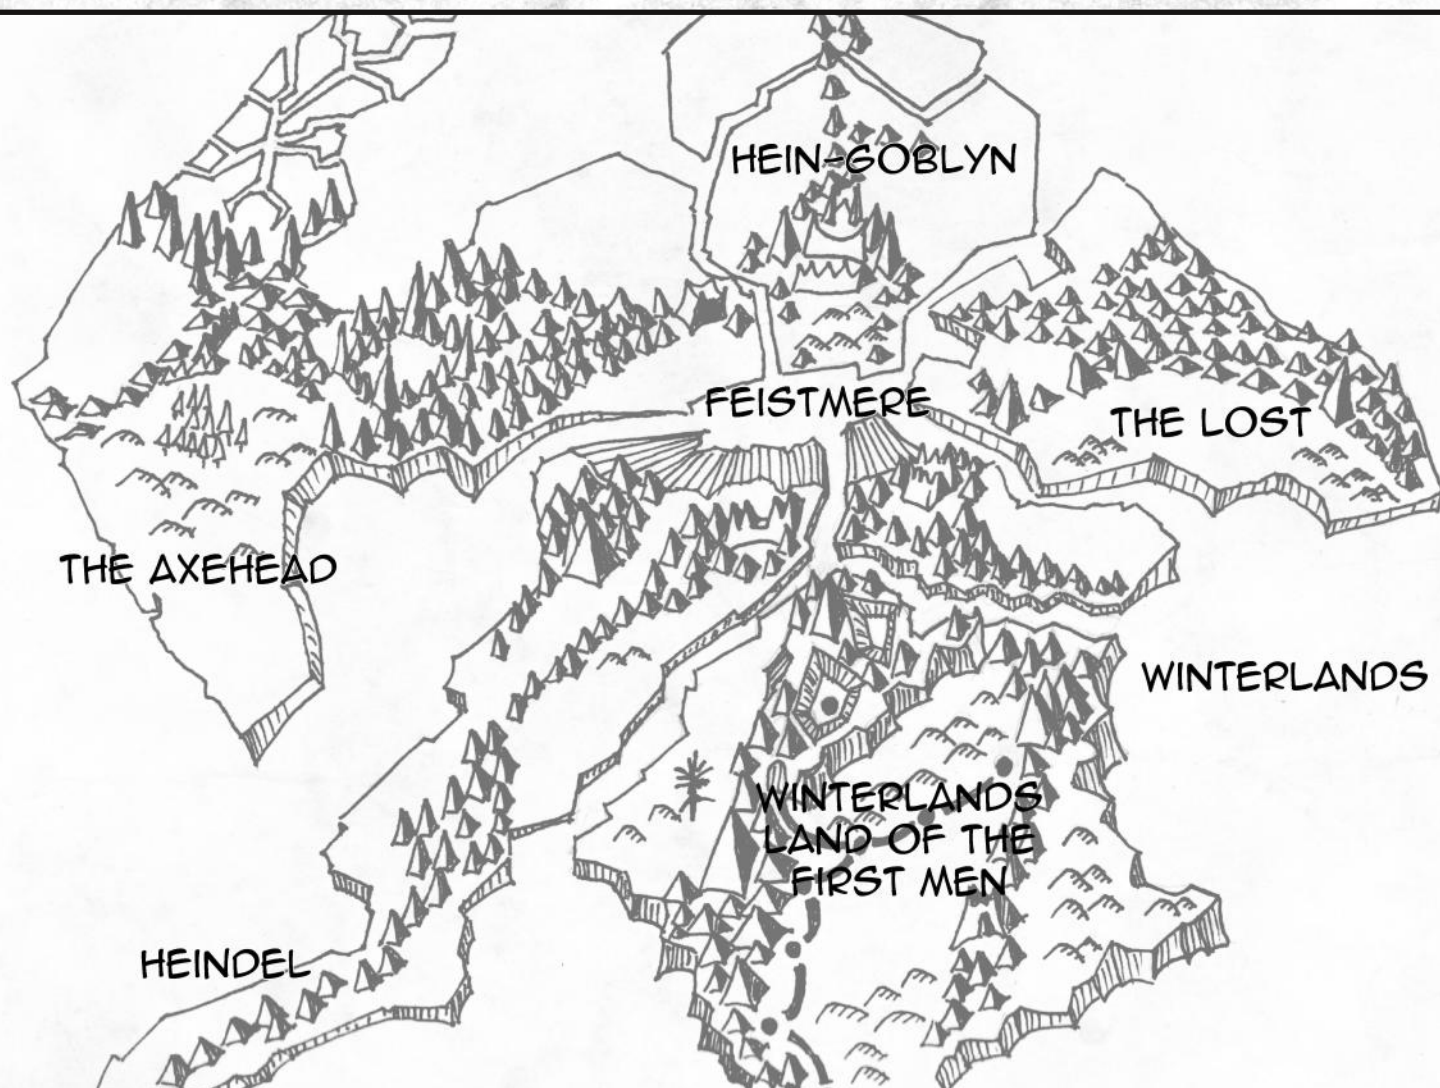 HEIN-GOBLYN
FEISTMERE
THE LOST
THE AXEHEAD
WINTERLANDS
WINTERLANDS
LAND OF THE
FIRST MEN
HEINDEL